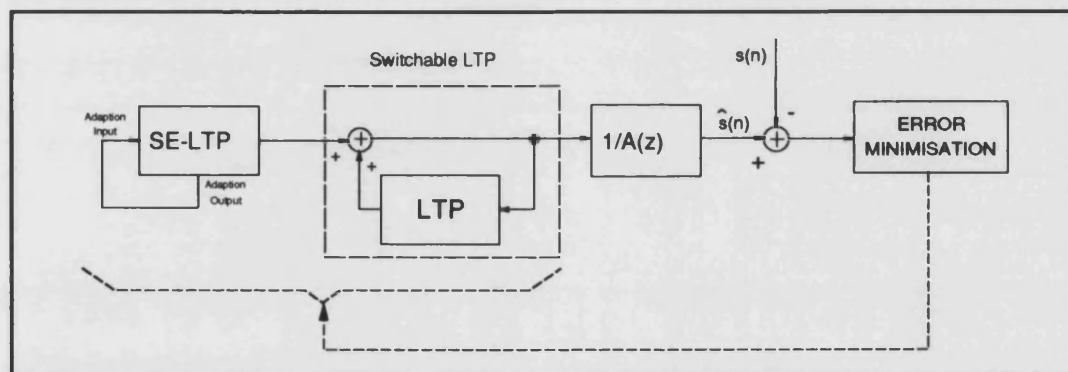 Switchable LTP
s(n)
Adaption
Input
SE-LTP
+
+
LTP
1/A(z)
^
s(n)
-
+
ERROR
MINIMISATION
Adaption
Output